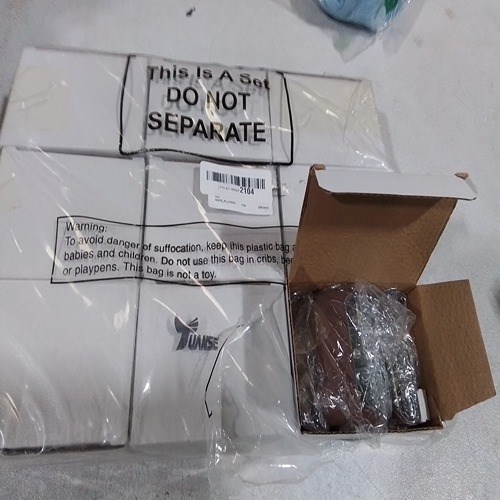 This Is A Set
DO NOT
SEPARATE
2104
Warning:
To avoid danger of suffocation, keep this plastic bag a
babies and children. Do not use this bag in cribs, be
or playpens. This bag is not a toy.